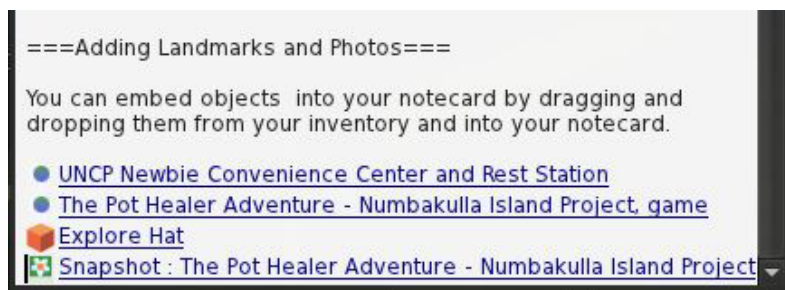 ===Adding Landmarks and Photos===
You can embed objects  into your notecard by dragging and
dropping them from your inventory and into your notecard.
UNCP Newbie Convenience Center and Rest Station
The Pot Healer Adventure - Numbakulla Island Project, game
Explore Hat
Snapshot : The Pot Healer Adventure - Numbakulla Island Project